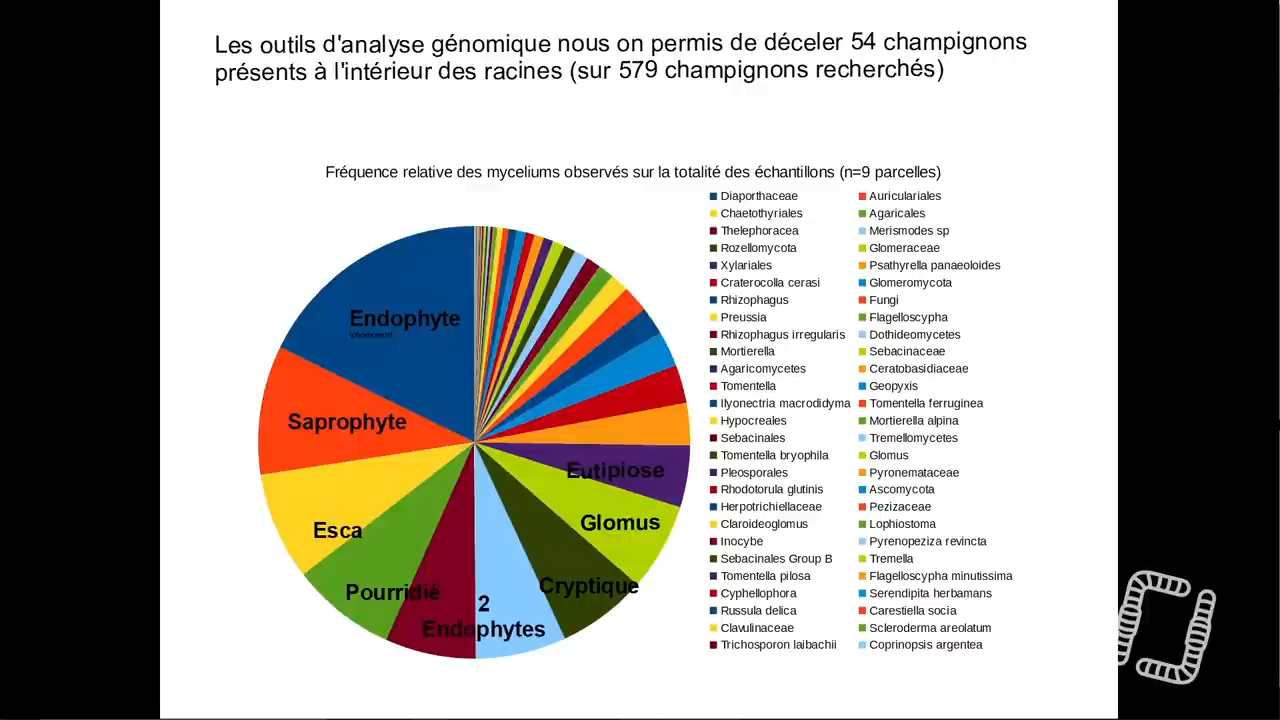 Les outils d'analyse génomique nous on permis de déceler 54 champignons
présents à l'intérieur des racines (sur 579 champignons recherchés)
Fréquence relative des myceliums observés sur la totalité des échantillons (n=9 parcelles)
Diaporthaceae Auriculariales
Chaetothyriales Agaricales
Thelephoracea Merismodes sp
Rozellomycota Glomeraceae
Xylariales Psathyrella panaeoloides
Craterocolla cerasi Glomeromycota
Rhizophagus Fungi
Preussia Flagelloscypha
Rhizophagus irregularis Dothideomycetes
Mortierella Sebacinaceae
Agaricomycetes Ceratobasidiaceae
Tomentella Geopyxis
Ilyonectria macrodidyma Tomentella ferruginea
Hypocreales Mortierella alpina
Sebacinales Tremellomycetes
Tomentella bryophila Glomus
Pleosporales Pyronemataceae
Rhodotorula glutinis Ascomycota
Herpotrichiellaceae Pezizaceae
Claroideoglomus Lophiostoma
Inocybe Pyrenopeziza revincta
Sebacinales Group B Tremella
Tomentella pilosa Flagelloscypha minutissima
Cyphellophora Serendipita herbamans
Russula delica Carestiella socia
Clavulinaceae Scleroderma areolatum
Trichosporon laibachii Coprinopsis argentea
Endophyte
Saprophyte
Esca
Pourridié
2
Endophytes
Cryptique
Glomus
Eutipiose